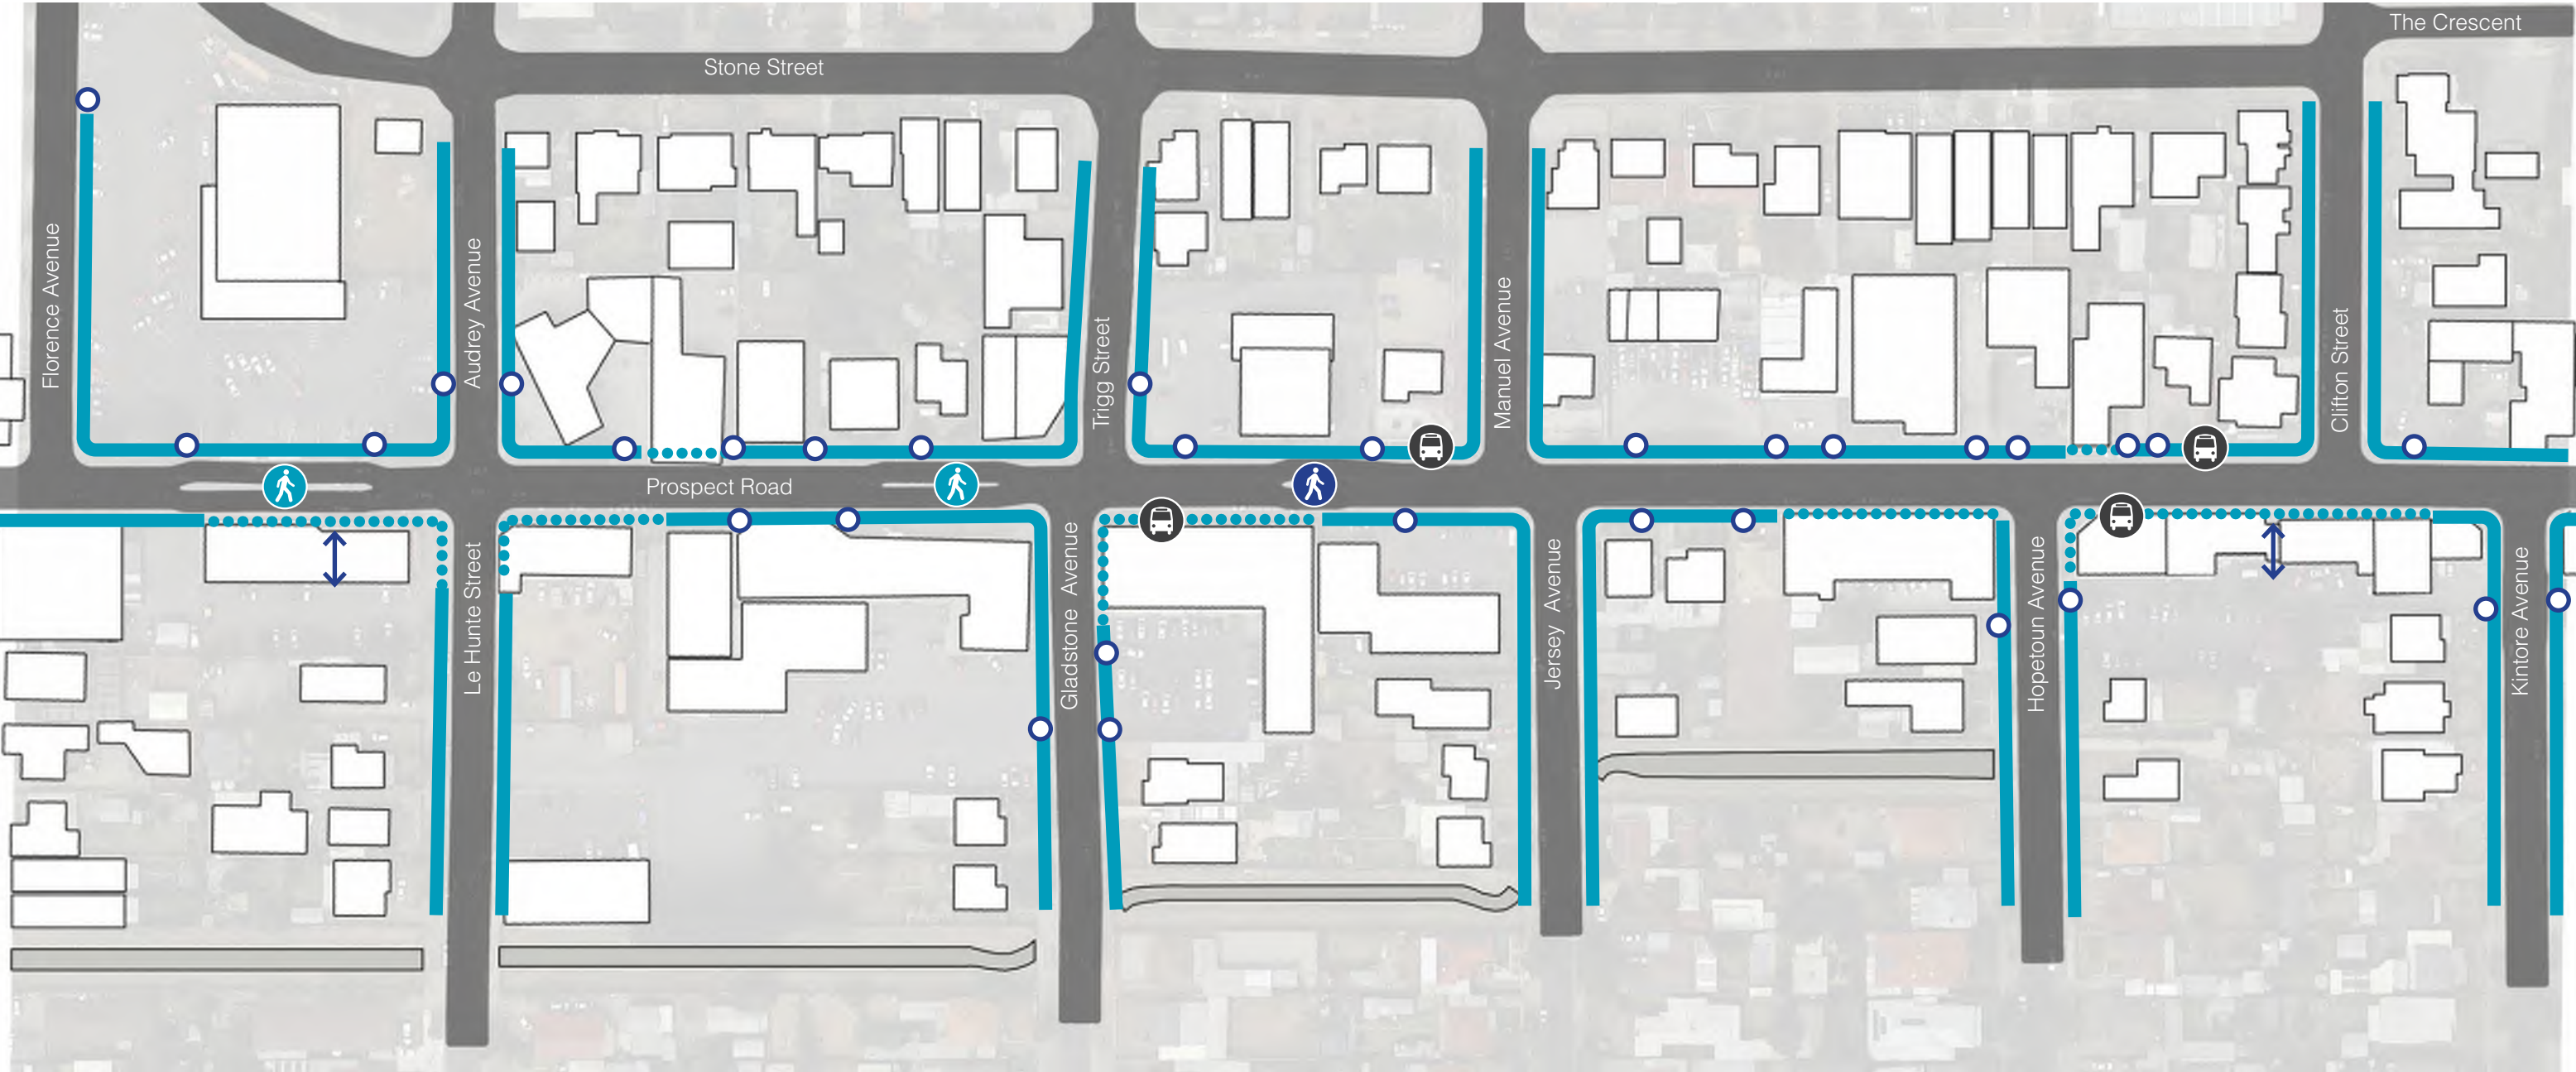 The Crescent
Stone Street
Florence Avenue
Audrey Avenue
Trigg Street
Manuel Avenue
Clifton Street
Prospect Road
Le Hunte Street
Gladstone Avenue
Jersey Avenue
Hopetoun Avenue
Kintore Avenue